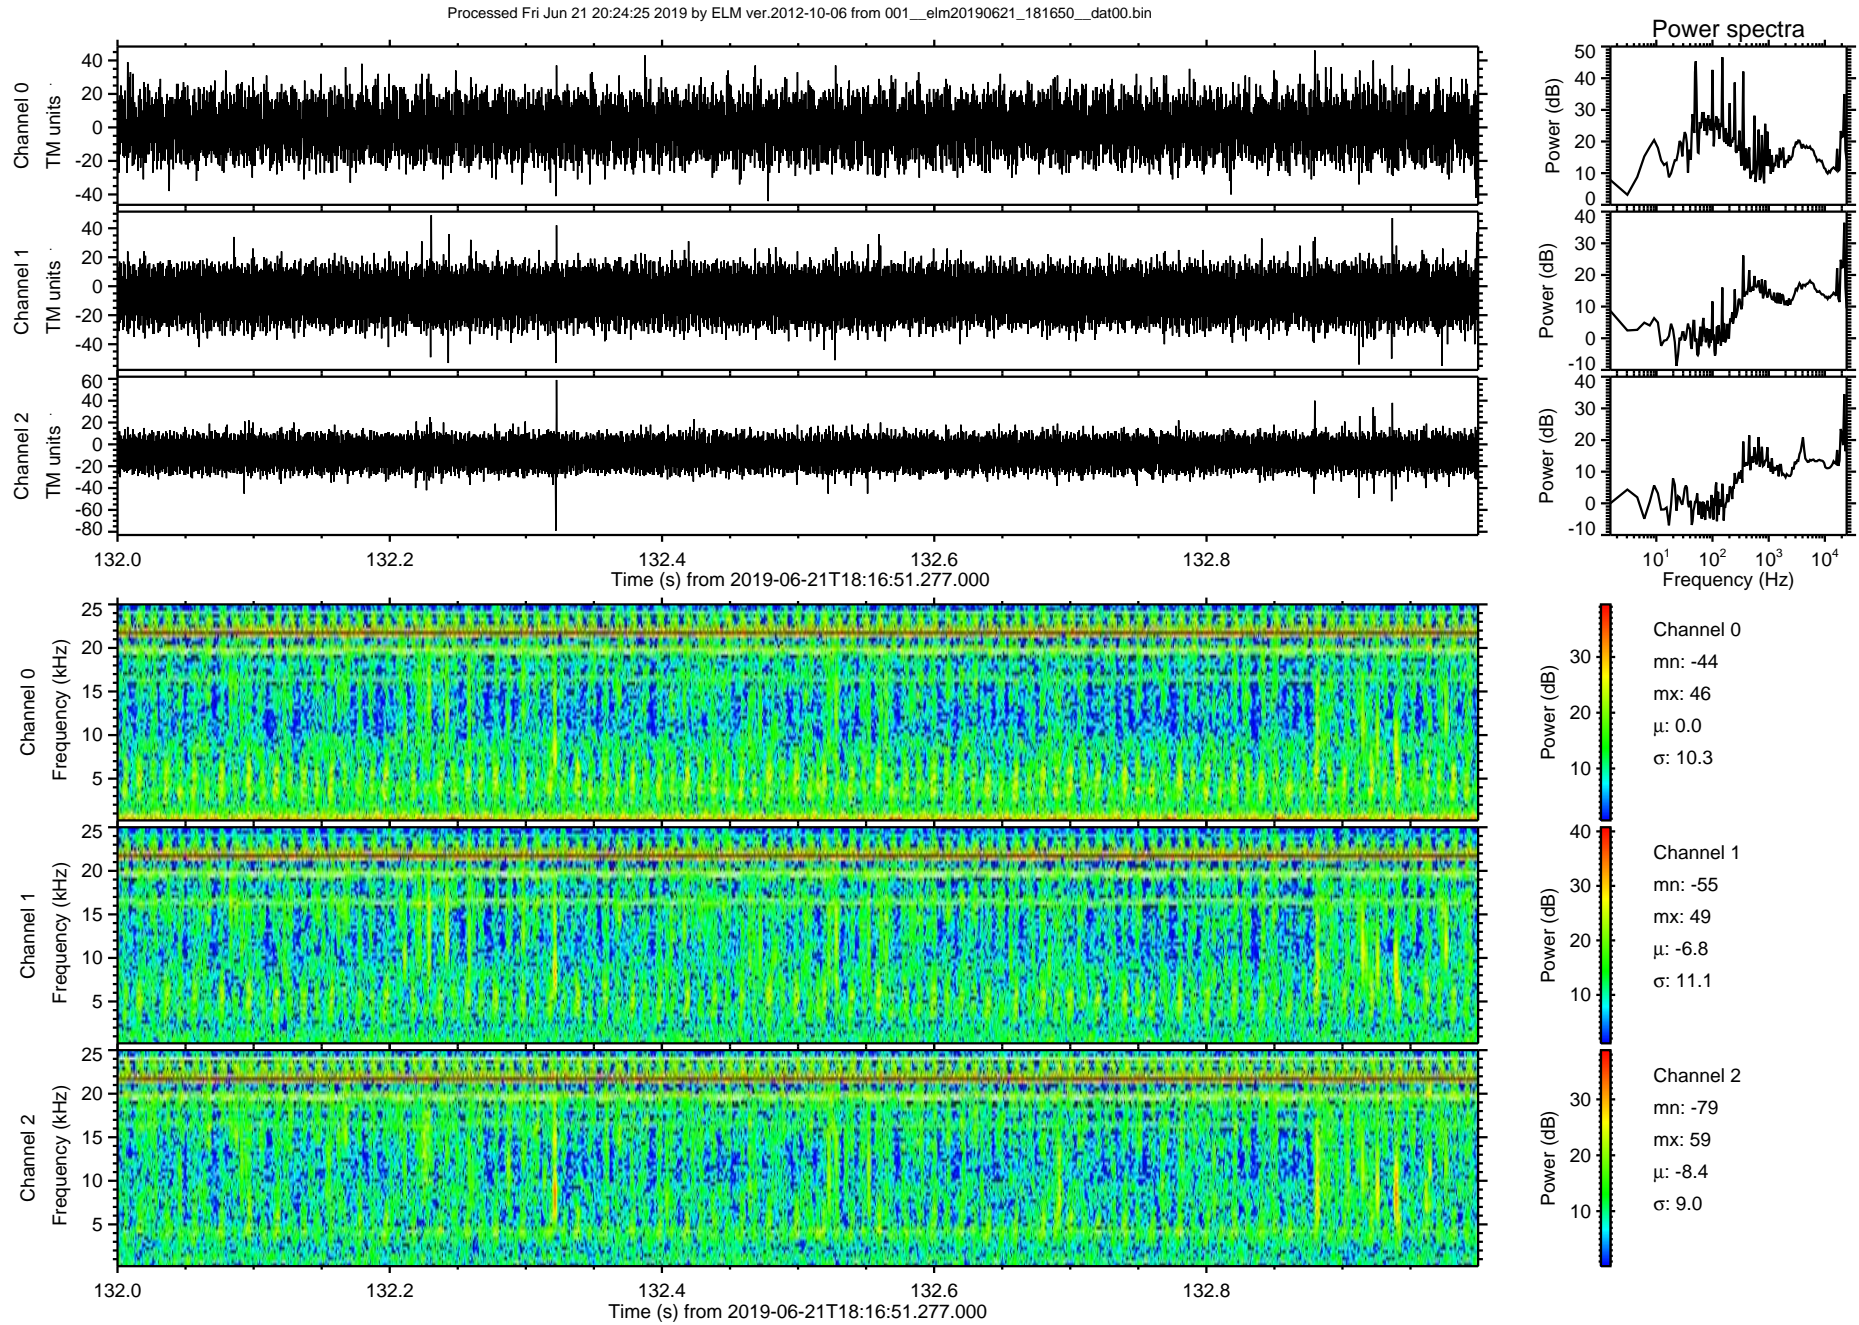 Processed Fri Jun 21 20:24:25 2019 by ELM ver.2012-10-06 from 001__elm20190621_181650__dat00.bin
Power spectra
Channel 0
TM units
40
20
0
-20
-40
Power (dB)
50
40
30
20
10
0
Channel 1
TM units
40
20
0
-20
-40
Power (dB)
40
30
20
10
0
-10
Channel 2
TM units
60
40
20
0
-20
-40
-60
-80
Power (dB)
40
30
20
10
0
-10
132.0 132.2 132.4 132.6 132.8
Time (s) from 2019-06-21T18:16:51.277.000
10^1 10^2 10^3 10^4
Frequency (Hz)
Channel 0
Frequency (kHz)
25
20
15
10
5
Power (dB)
30
20
10
Channel 0
mn: -44
mx: 46
μ: 0.0
σ: 10.3
Channel 1
Frequency (kHz)
25
20
15
10
5
Power (dB)
40
30
20
10
Channel 1
mn: -55
mx: 49
μ: -6.8
σ: 11.1
Channel 2
Frequency (kHz)
25
20
15
10
5
Power (dB)
30
20
10
Channel 2
mn: -79
mx: 59
μ: -8.4
σ: 9.0
132.0 132.2 132.4 132.6 132.8
Time (s) from 2019-06-21T18:16:51.277.000